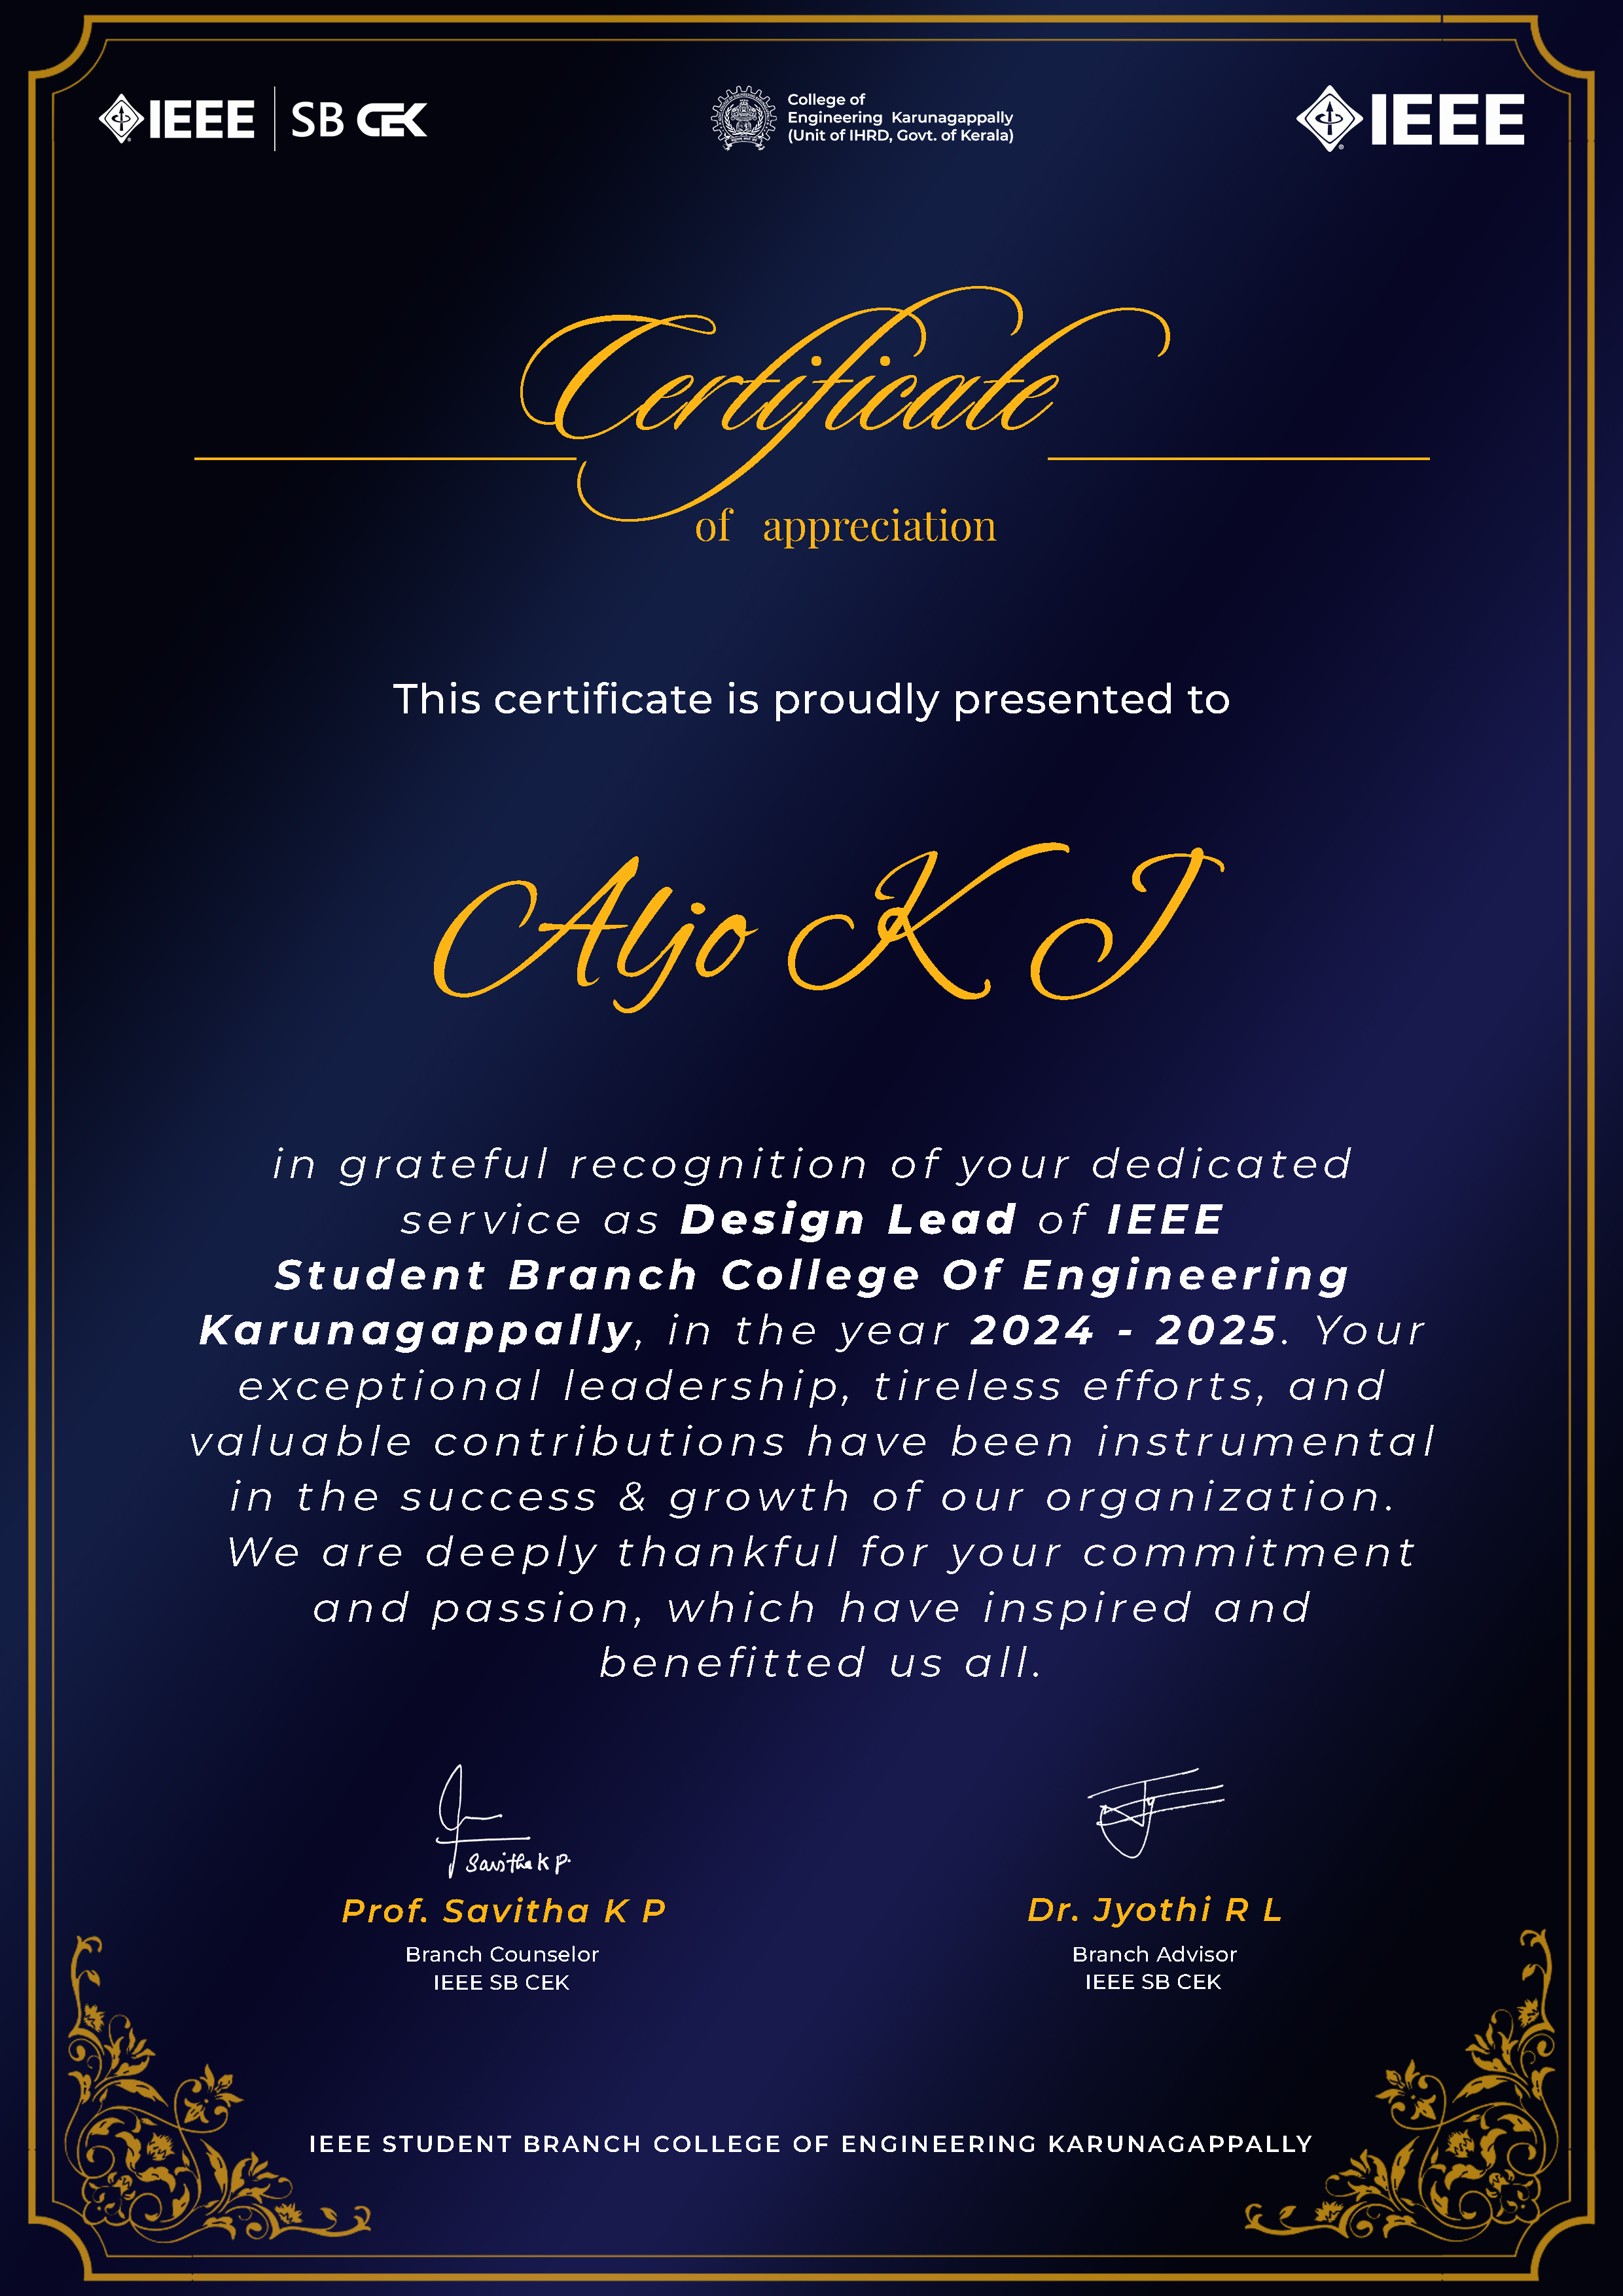 IEEE | SB CEK
College of
Engineering Karunagappally
(Unit of IHRD, Govt. of Kerala)
IEEE
Certificate
of appreciation
This certificate is proudly presented to
Aljo K J
in grateful recognition of your dedicated
service as Design Lead of IEEE
Student Branch College Of Engineering
Karunagappally, in the year 2024 - 2025. Your
exceptional leadership, tireless efforts, and
valuable contributions have been instrumental
in the success & growth of our organization.
We are deeply thankful for your commitment
and passion, which have inspired and
benefitted us all.
Savitha K P.
Prof. Savitha K P
Branch Counselor
IEEE SB CEK
Dr. Jyothi R L
Branch Advisor
IEEE SB CEK
IEEE STUDENT BRANCH COLLEGE OF ENGINEERING KARUNAGAPPALLY